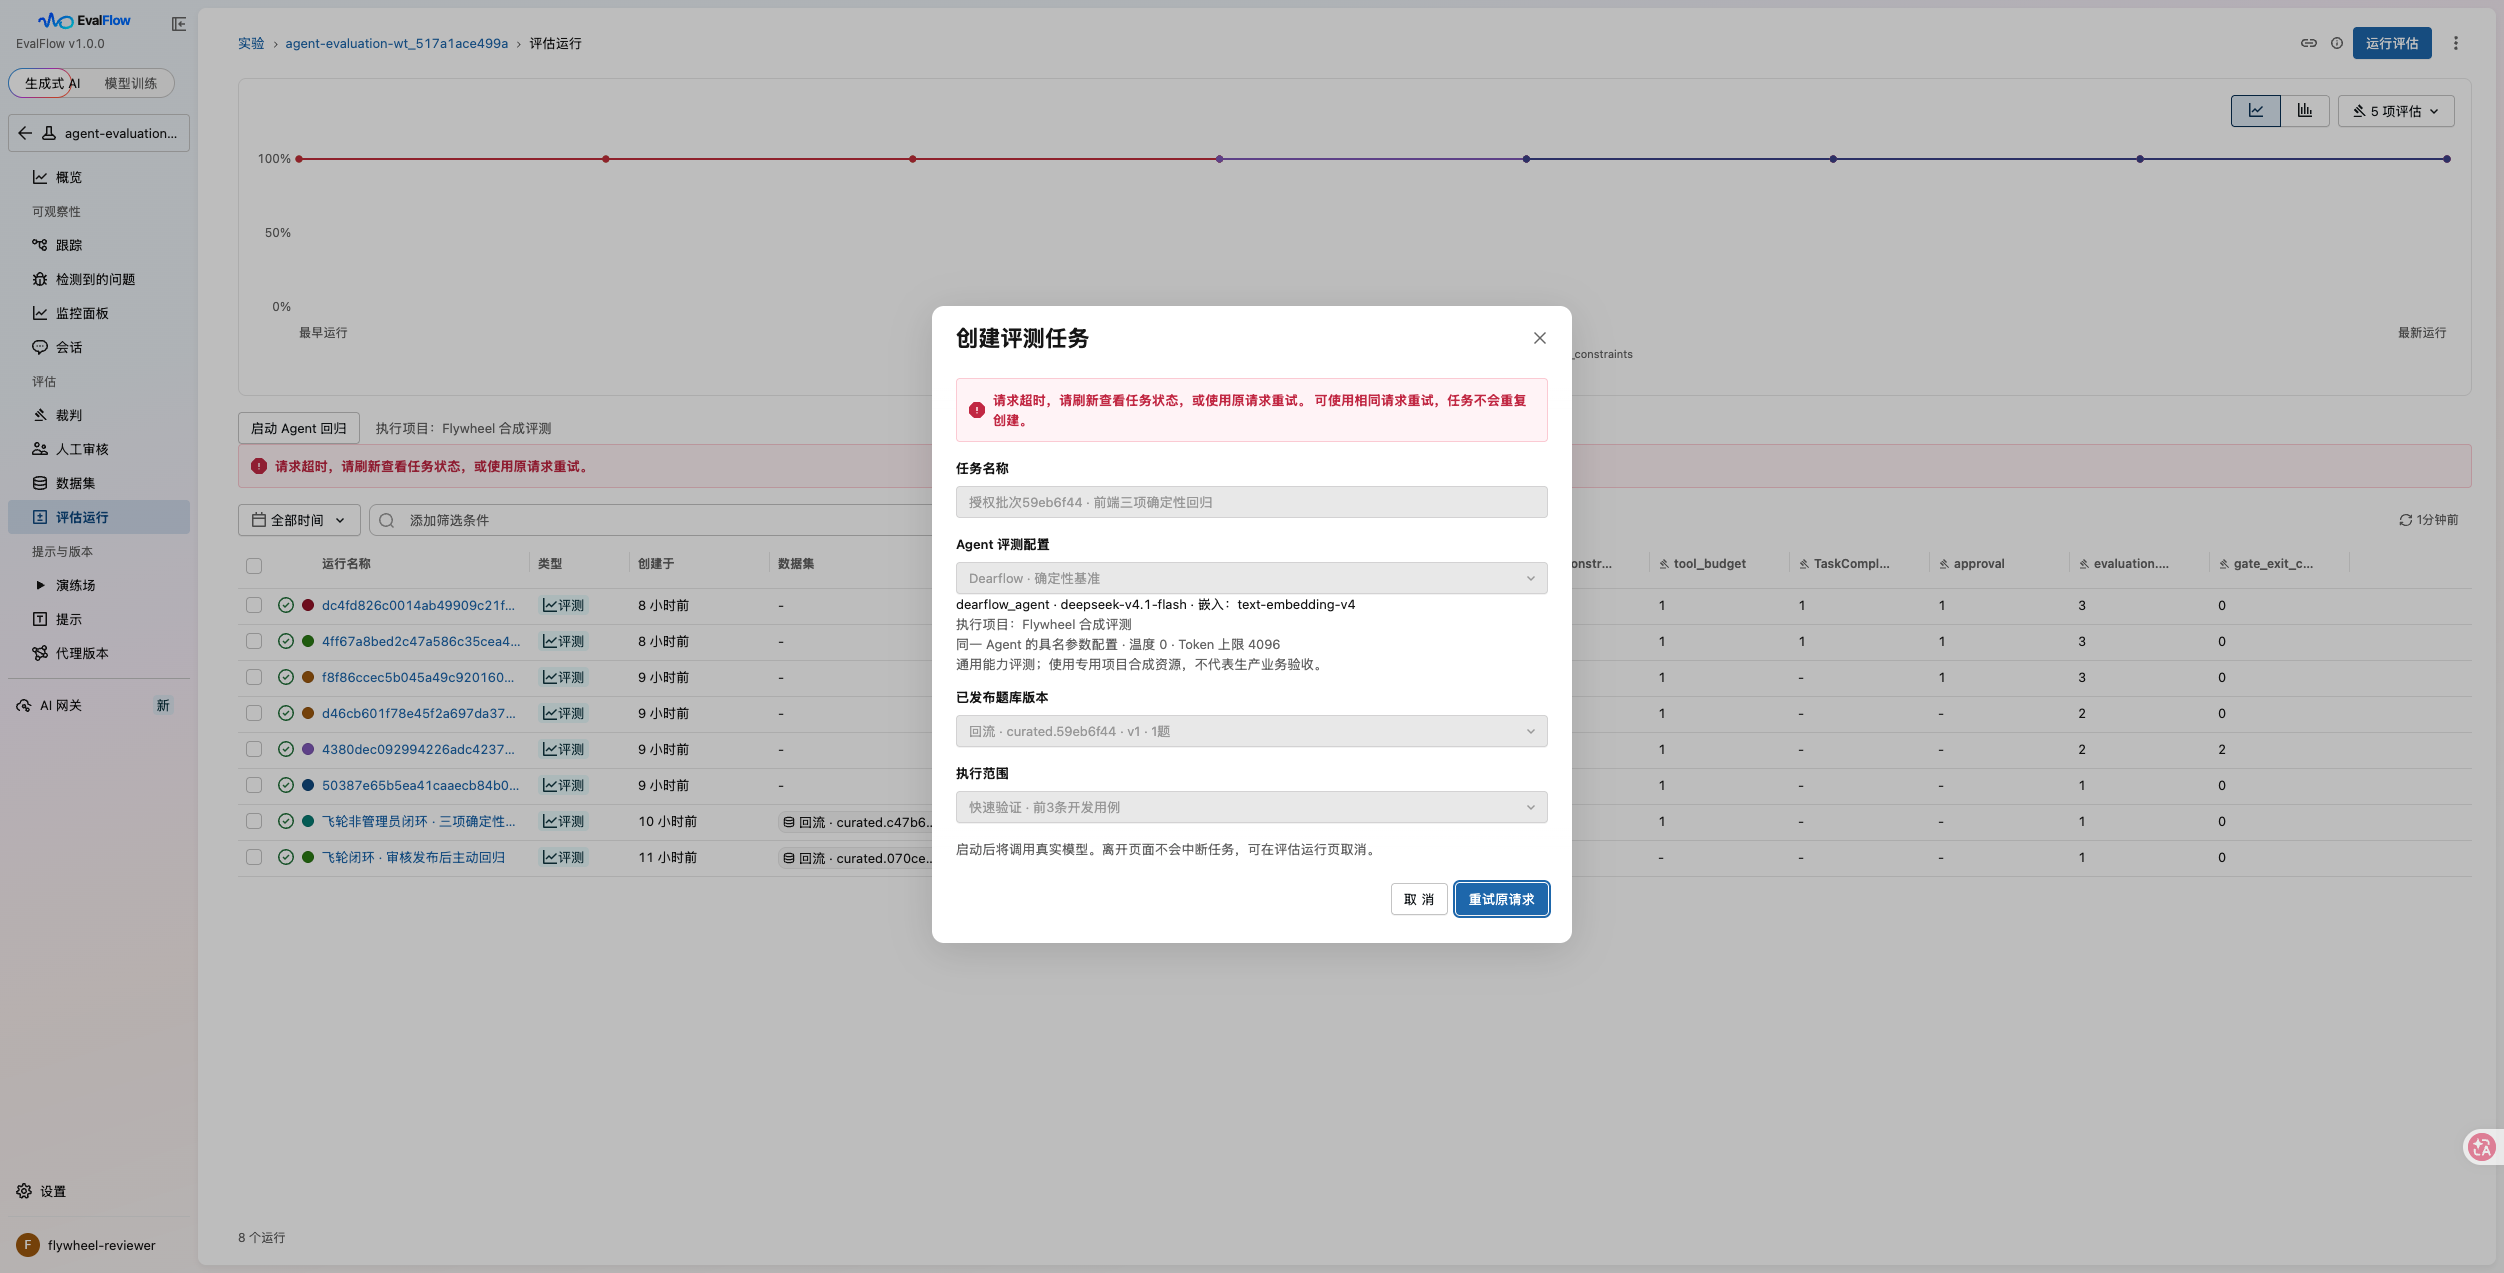 EvalFlow
EvalFlow v1.0.0
生成式 AI
模型训练
agent-evaluation...
概览
可观察性
跟踪
检测到的问题
监控面板
会话
评估
裁判
人工审核
数据集
评估运行
提示与版本
演练场
提示
代理版本
AI 网关
新
设置
F
flywheel-reviewer
实验 › agent-evaluation-wt_517a1ace499a › 评估运行
运行评估
5 项评估
100%
50%
0%
最早运行
最新运行
_constraints
启动 Agent 回归
执行项目：Flywheel 合成评测
请求超时，请刷新查看任务状态，或使用原请求重试。
全部时间
添加筛选条件
1分钟前
运行名称 类型 创建于 数据集 onstr... tool_budget TaskCompl... approval evaluation.... gate_exit_c...
dc4fd826c0014ab49909c21f... 评测 8 小时前 - 1 1 1 3 0
4ff67a8bed2c47a586c35cea4... 评测 8 小时前 - 1 1 1 3 0
f8f86ccec5b045a49c920160... 评测 9 小时前 - 1 - 1 3 0
d46cb601f78e45f2a697da37... 评测 9 小时前 - 1 - - 2 0
4380dec092994226adc4237... 评测 9 小时前 - 1 - - 2 2
50387e65b5ea41caaecb84b0... 评测 9 小时前 - 1 - - 1 0
飞轮非管理员闭环 · 三项确定性... 评测 10 小时前 回流 · curated.c47b6... 1 - - 1 0
飞轮闭环 · 审核发布后主动回归 评测 11 小时前 回流 · curated.070ce... - - - 1 0
8 个运行
创建评测任务
请求超时，请刷新查看任务状态，或使用原请求重试。 可使用相同请求重试，任务不会重复
创建。
任务名称
授权批次59eb6f44 · 前端三项确定性回归
Agent 评测配置
Dearflow · 确定性基准
dearflow_agent · deepseek-v4.1-flash · 嵌入：text-embedding-v4
执行项目：Flywheel 合成评测
同一 Agent 的具名参数配置 · 温度 0 · Token 上限 4096
通用能力评测；使用专用项目合成资源，不代表生产业务验收。
已发布题库版本
回流 · curated.59eb6f44 · v1 · 1题
执行范围
快速验证 · 前3条开发用例
启动后将调用真实模型。离开页面不会中断任务，可在评估运行页取消。
取 消
重试原请求